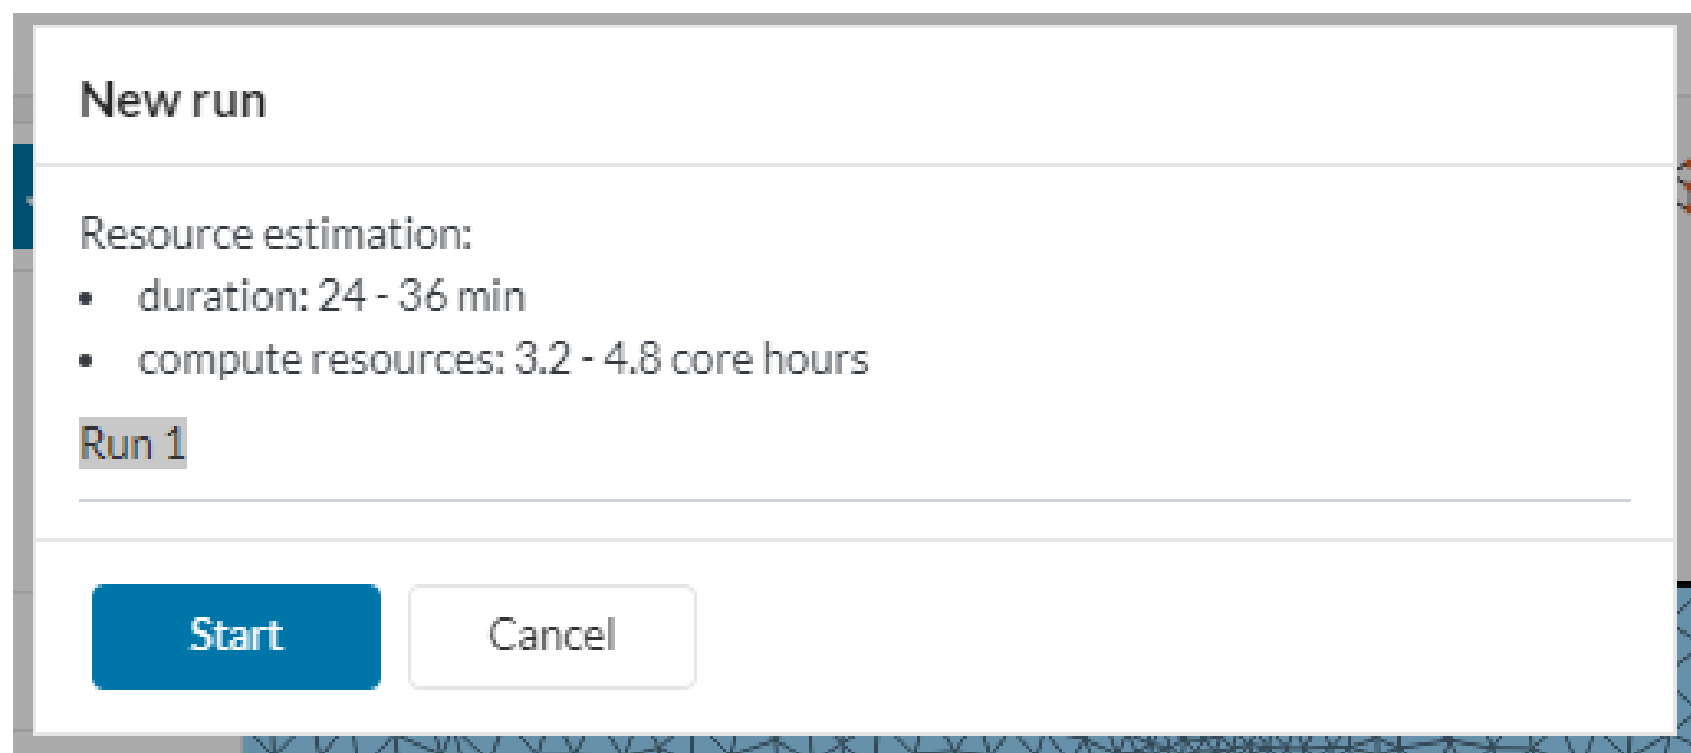 New run
Resource estimation:
• duration: 24 - 36 min
• compute resources: 3.2 - 4.8 core hours
Run 1
Start Cancel